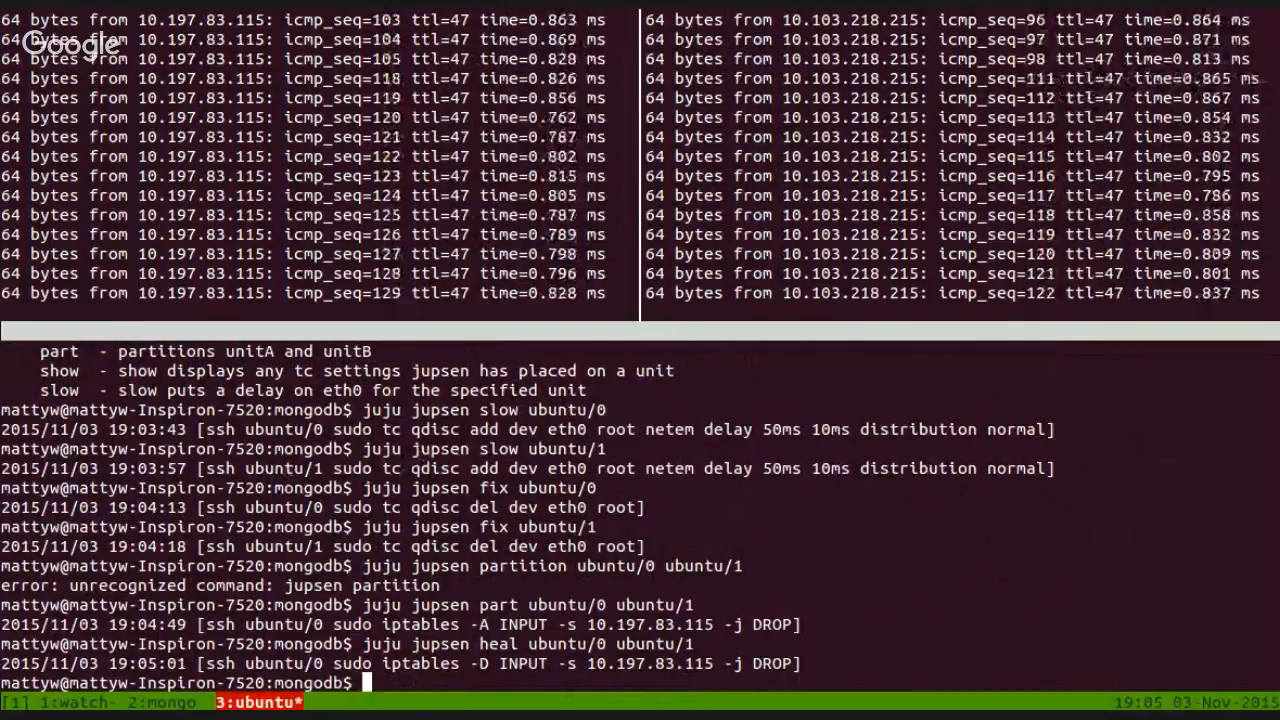 64 bytes from 10.197.83.115: icmp_seq=103 ttl=47 time=0.863 ms
64 bytes from 10.197.83.115: icmp_seq=104 ttl=47 time=0.869 ms
Google
64 bytes from 10.197.83.115: icmp_seq=105 ttl=47 time=0.828 ms
64 bytes from 10.197.83.115: icmp_seq=118 ttl=47 time=0.826 ms
64 bytes from 10.197.83.115: icmp_seq=119 ttl=47 time=0.856 ms
64 bytes from 10.197.83.115: icmp_seq=120 ttl=47 time=0.762 ms
64 bytes from 10.197.83.115: icmp_seq=121 ttl=47 time=0.787 ms
64 bytes from 10.197.83.115: icmp_seq=122 ttl=47 time=0.802 ms
64 bytes from 10.197.83.115: icmp_seq=123 ttl=47 time=0.815 ms
64 bytes from 10.197.83.115: icmp_seq=124 ttl=47 time=0.805 ms
64 bytes from 10.197.83.115: icmp_seq=125 ttl=47 time=0.787 ms
64 bytes from 10.197.83.115: icmp_seq=126 ttl=47 time=0.789 ms
64 bytes from 10.197.83.115: icmp_seq=127 ttl=47 time=0.798 ms
64 bytes from 10.197.83.115: icmp_seq=128 ttl=47 time=0.796 ms
64 bytes from 10.197.83.115: icmp_seq=129 ttl=47 time=0.828 ms
64 bytes from 10.103.218.215: icmp_seq=96 ttl=47 time=0.864 ms
64 bytes from 10.103.218.215: icmp_seq=97 ttl=47 time=0.871 ms
64 bytes from 10.103.218.215: icmp_seq=98 ttl=47 time=0.813 ms
64 bytes from 10.103.218.215: icmp_seq=111 ttl=47 time=0.865 ms
64 bytes from 10.103.218.215: icmp_seq=112 ttl=47 time=0.867 ms
64 bytes from 10.103.218.215: icmp_seq=113 ttl=47 time=0.854 ms
64 bytes from 10.103.218.215: icmp_seq=114 ttl=47 time=0.832 ms
64 bytes from 10.103.218.215: icmp_seq=115 ttl=47 time=0.802 ms
64 bytes from 10.103.218.215: icmp_seq=116 ttl=47 time=0.795 ms
64 bytes from 10.103.218.215: icmp_seq=117 ttl=47 time=0.786 ms
64 bytes from 10.103.218.215: icmp_seq=118 ttl=47 time=0.858 ms
64 bytes from 10.103.218.215: icmp_seq=119 ttl=47 time=0.832 ms
64 bytes from 10.103.218.215: icmp_seq=120 ttl=47 time=0.809 ms
64 bytes from 10.103.218.215: icmp_seq=121 ttl=47 time=0.801 ms
64 bytes from 10.103.218.215: icmp_seq=122 ttl=47 time=0.837 ms
part - partitions unitA and unitB
show - show displays any tc settings jupsen has placed on a unit
slow - slow puts a delay on eth0 for the specified unit
mattyw@mattyw-Inspiron-7520:mongodb$ juju jupsen slow ubuntu/0
2015/11/03 19:03:43 [ssh ubuntu/0 sudo tc qdisc add dev eth0 root netem delay 50ms 10ms distribution normal]
mattyw@mattyw-Inspiron-7520:mongodb$ juju jupsen slow ubuntu/1
2015/11/03 19:03:57 [ssh ubuntu/1 sudo tc qdisc add dev eth0 root netem delay 50ms 10ms distribution normal]
mattyw@mattyw-Inspiron-7520:mongodb$ juju jupsen fix ubuntu/0
2015/11/03 19:04:13 [ssh ubuntu/0 sudo tc qdisc del dev eth0 root]
mattyw@mattyw-Inspiron-7520:mongodb$ juju jupsen fix ubuntu/1
2015/11/03 19:04:18 [ssh ubuntu/1 sudo tc qdisc del dev eth0 root]
mattyw@mattyw-Inspiron-7520:mongodb$ juju jupsen partition ubuntu/0 ubuntu/1
error: unrecognized command: jupsen partition
mattyw@mattyw-Inspiron-7520:mongodb$ juju jupsen part ubuntu/0 ubuntu/1
2015/11/03 19:04:49 [ssh ubuntu/0 sudo iptables -A INPUT -s 10.197.83.115 -j DROP]
mattyw@mattyw-Inspiron-7520:mongodb$ juju jupsen heal ubuntu/0 ubuntu/1
2015/11/03 19:05:01 [ssh ubuntu/0 sudo iptables -D INPUT -s 10.197.83.115 -j DROP]
mattyw@mattyw-Inspiron-7520:mongodb$
[1] 1:watch- 2:mongo 3:ubuntu* 19:05 03-Nov-2015